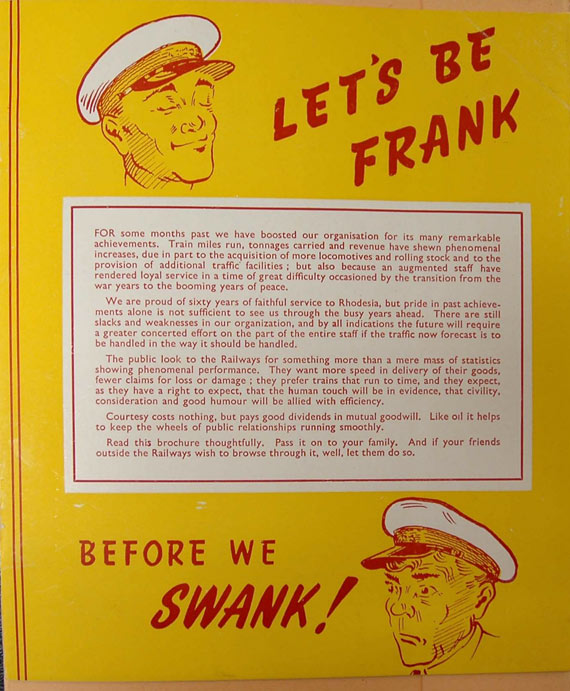 LET'S BE
FRANK
FOR some months past we have boosted our organisation for its many remarkable
achievements. Train miles run, tonnages carried and revenue have shewn phenomenal
increases, due in part to the acquisition of more locomotives and rolling stock and to the
provision of additional traffic facilities ; but also because an augmented staff have
rendered loyal service in a time of great difficulty occasioned by the transition from the
war years to the booming years of peace.
We are proud of sixty years of faithful service to Rhodesia, but pride in past achieve-
ments alone is not sufficient to see us through the busy years ahead. There are still
slacks and weaknesses in our organization, and by all indications the future will require
a greater concerted effort on the part of the entire staff if the traffic now forecast is to
be handled in the way it should be handled.
The public look to the Railways for something more than a mere mass of statistics
showing phenomenal performance. They want more speed in delivery of their goods,
fewer claims for loss or damage ; they prefer trains that run to time, and they expect,
as they have a right to expect, that the human touch will be in evidence, that civility,
consideration and good humour will be allied with efficiency.
Courtesy costs nothing, but pays good dividends in mutual goodwill. Like oil it helps
to keep the wheels of public relationships running smoothly.
Read this brochure thoughtfully. Pass it on to your family. And if your friends
outside the Railways wish to browse through it, well, let them do so.
BEFORE WE
SWANK!